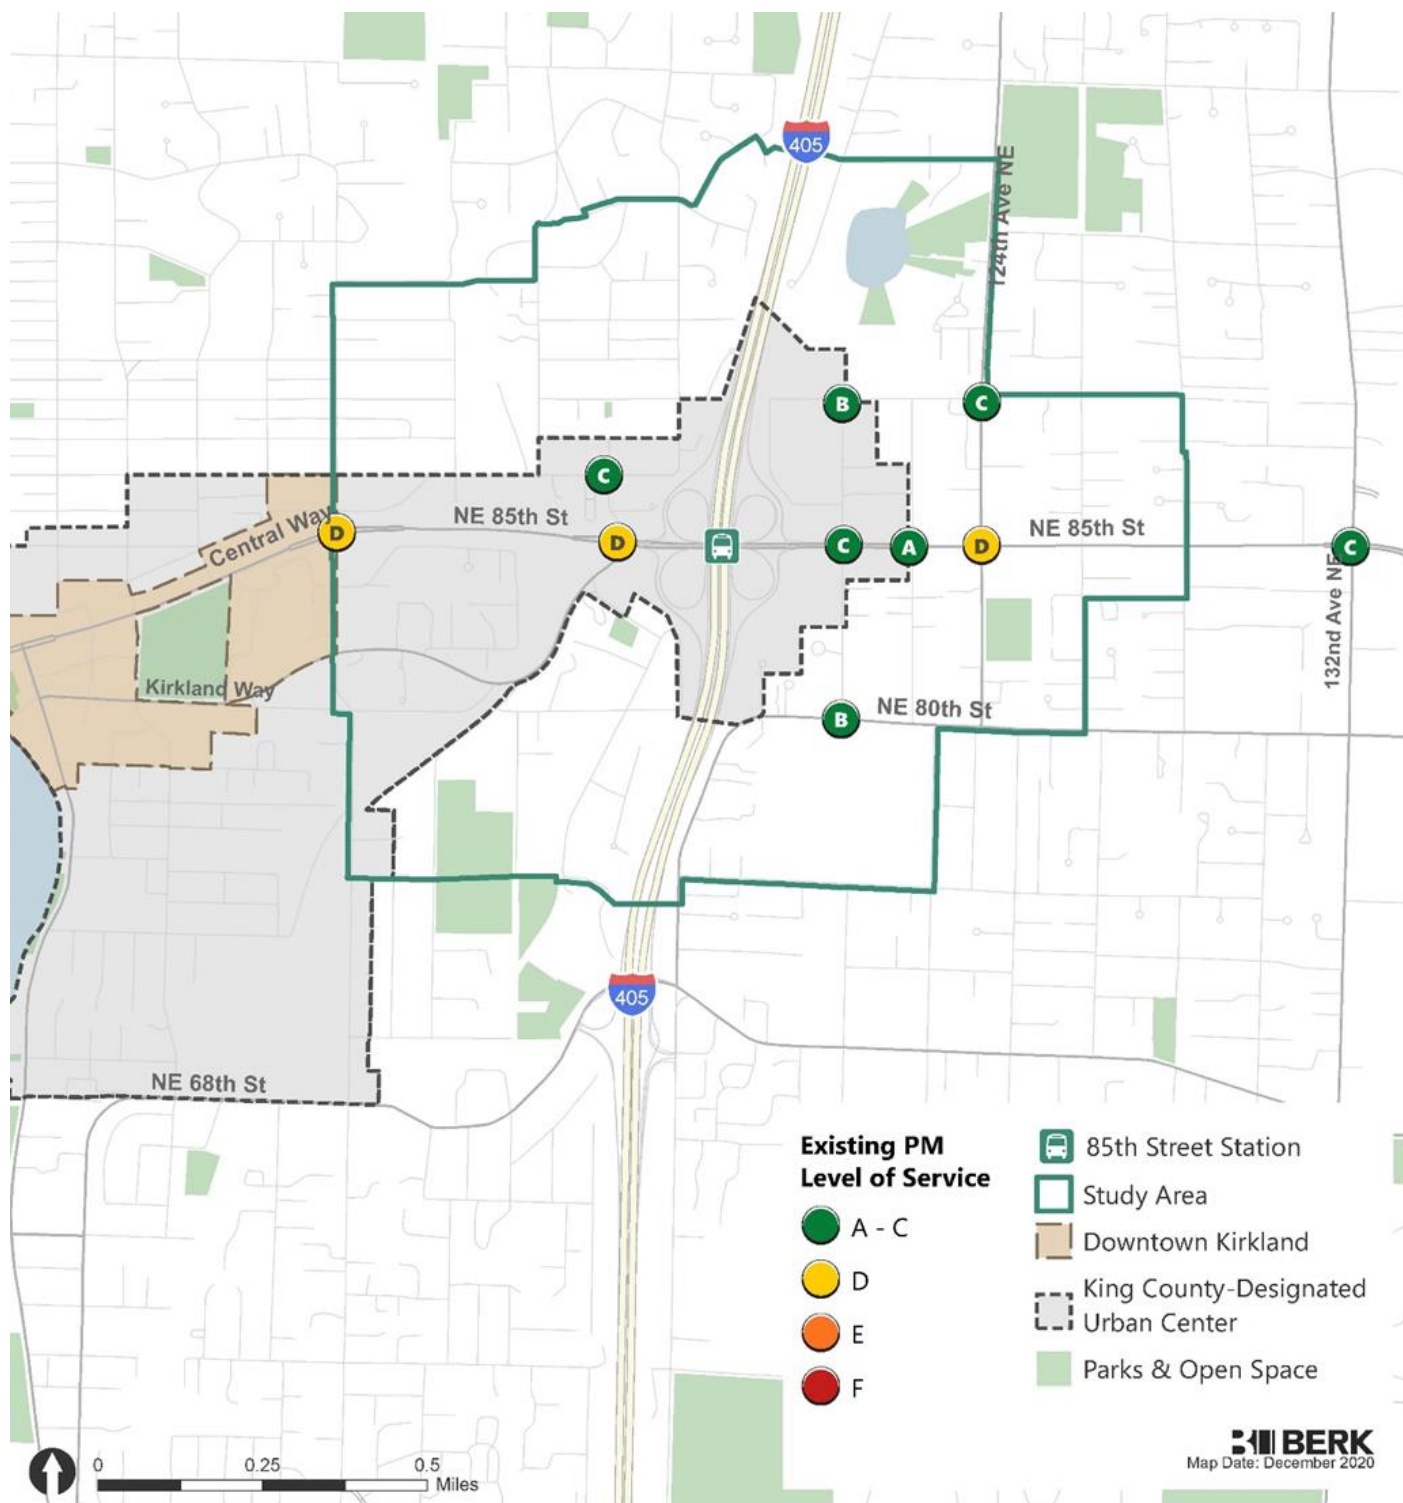 405
124th Ave NE
B
C
C
NE 85th St
Central Way
D
D
C
A
D
NE 85th St
C
132nd Ave NE
Kirkland Way
B
NE 80th St
405
NE 68th St
Existing PM
Level of Service
A - C
D
E
F
85th Street Station
Study Area
Downtown Kirkland
King County-Designated
Urban Center
Parks & Open Space
BERK
Map Date: December 2020
0 0.25 0.5
Miles